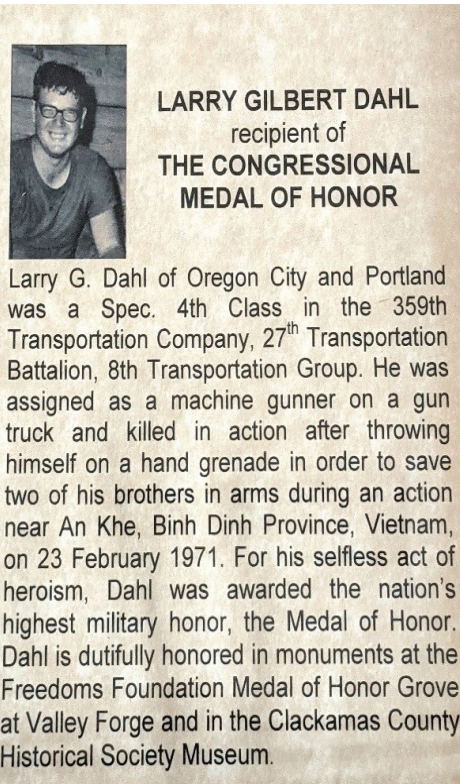 LARRY GILBERT DAHL
recipient of
THE CONGRESSIONAL
MEDAL OF HONOR
Larry G. Dahl of Oregon City and Portland
was a Spec. 4th Class in the 359th
Transportation Company, 27th Transportation
Battalion, 8th Transportation Group. He was
assigned as a machine gunner on a gun
truck and killed in action after throwing
himself on a hand grenade in order to save
two of his brothers in arms during an action
near An Khe, Binh Dinh Province, Vietnam,
on 23 February 1971. For his selfless act of
heroism, Dahl was awarded the nation's
highest military honor, the Medal of Honor.
Dahl is dutifully honored in monuments at the
Freedoms Foundation Medal of Honor Grove
at Valley Forge and in the Clackamas County
Historical Society Museum.